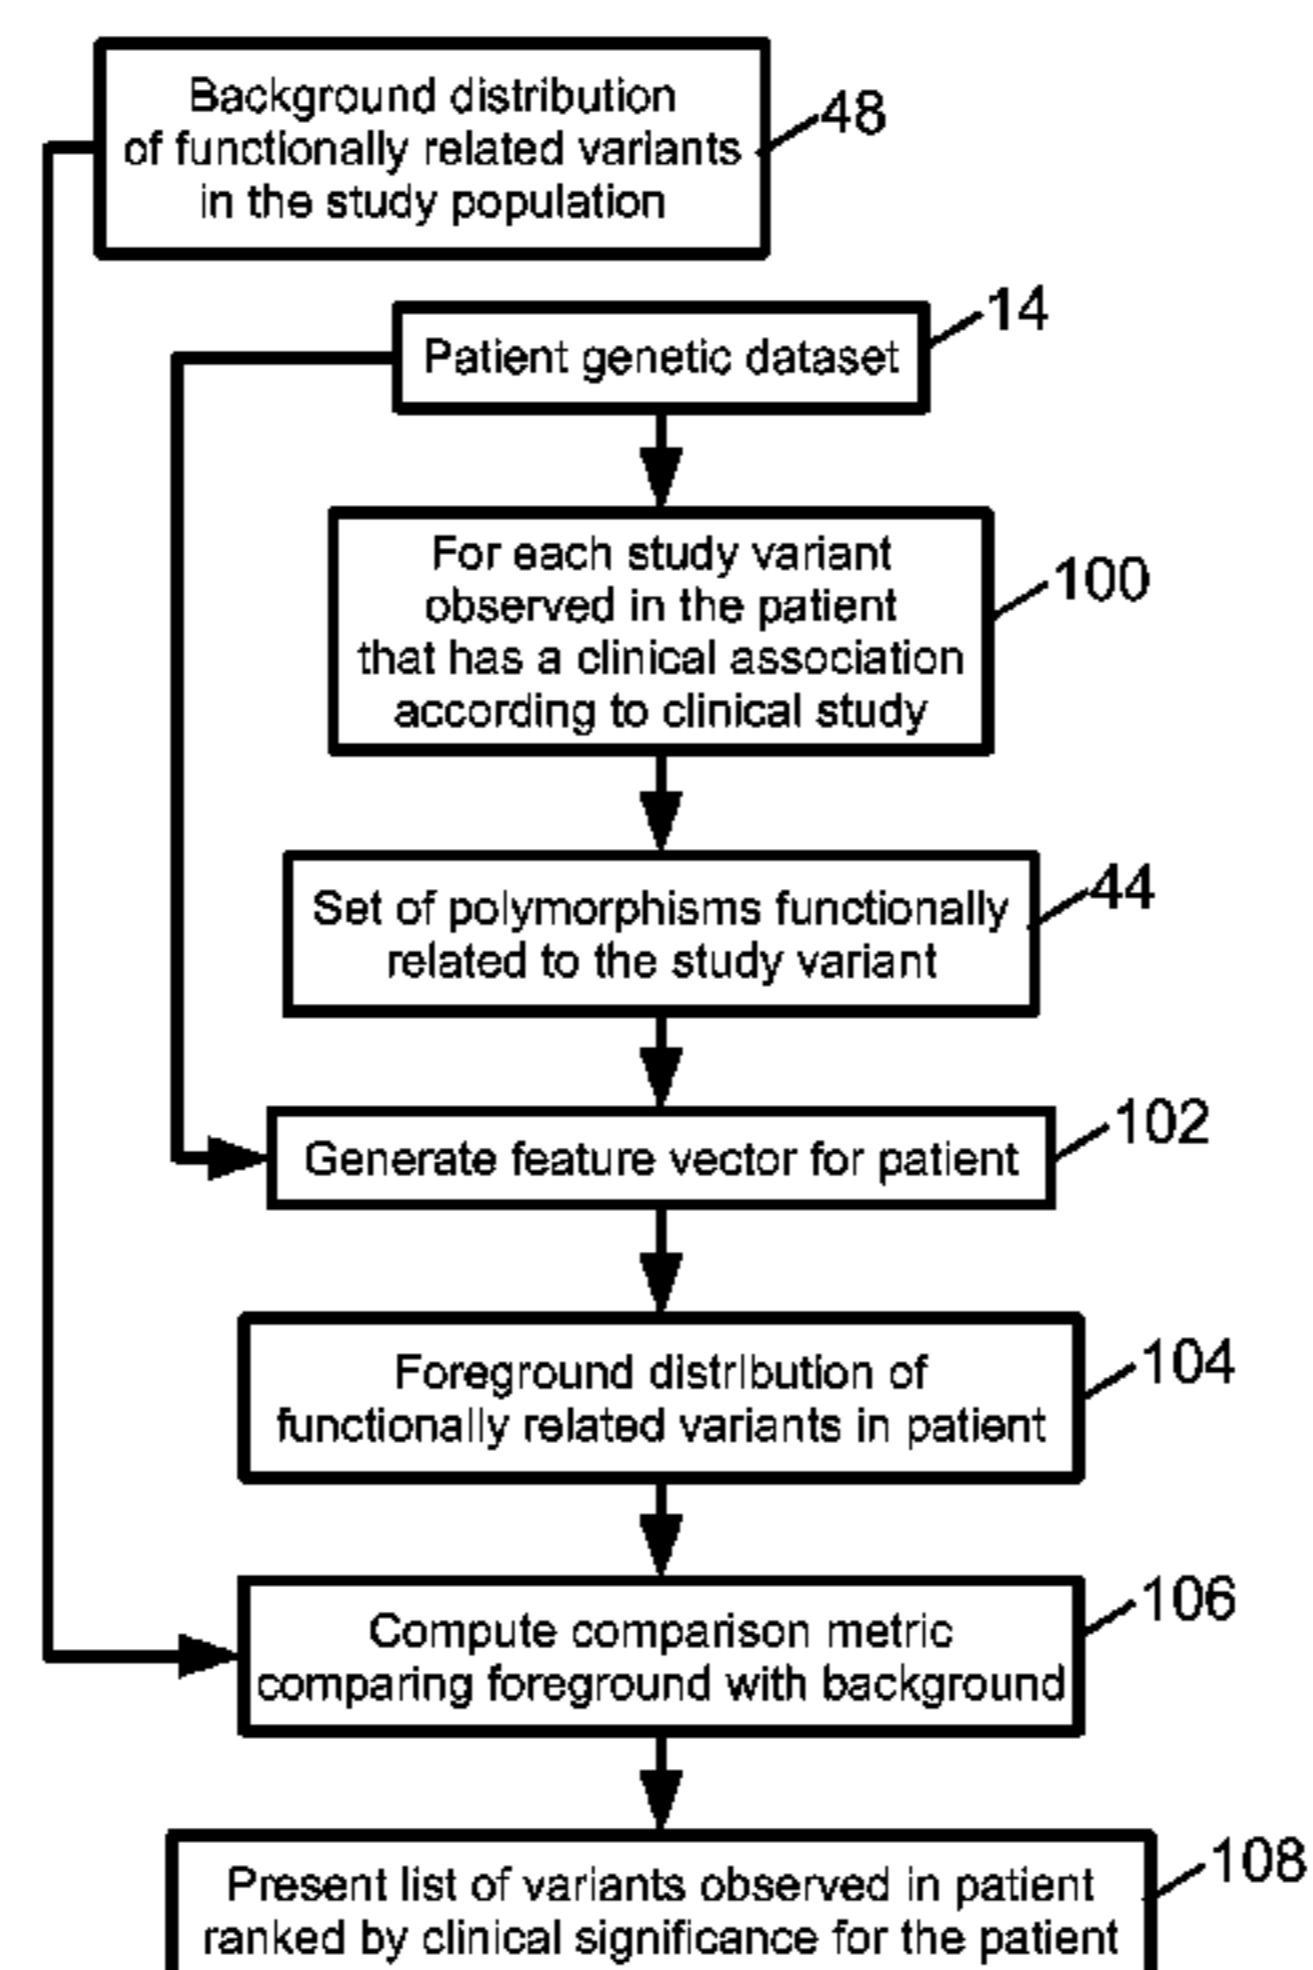 Background distribution
of functionally related variants
in the study population
48
Patient genetic dataset
14
For each study variant
observed in the patient
that has a clinical association
according to clinical study
100
Set of polymorphisms functionally
related to the study variant
44
Generate feature vector for patient
102
Foreground distribution of
functionally related variants in patient
104
Compute comparison metric
comparing foreground with background
106
Present list of variants observed in patient
ranked by clinical significance for the patient
108